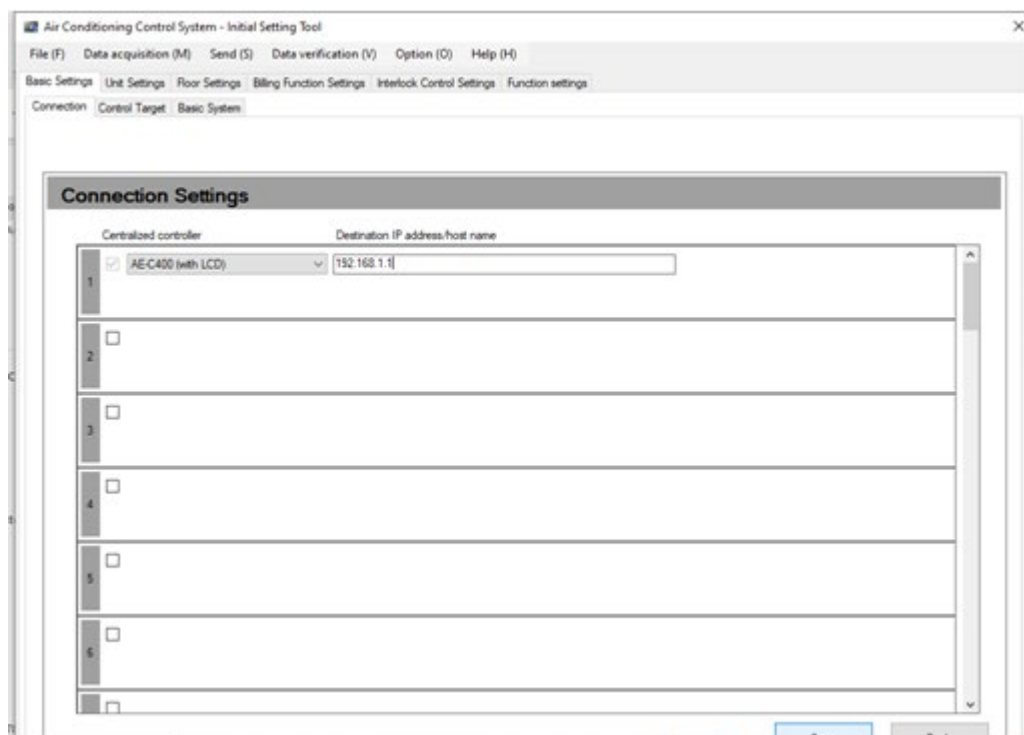 Air Conditioning Control System - Initial Setting Tool
File (F) Data acquisition (M) Send (S) Data verification (V) Option (O) Help (H)
Basic Settings Unit Settings Floor Settings Billing Function Settings Interlock Control Settings Function settings
Connection Control Target Basic System
Connection Settings
Centralized controller Destination IP address/host name
1 AE-C400 (with LCD) 192.168.1.1
2
3
4
5
6